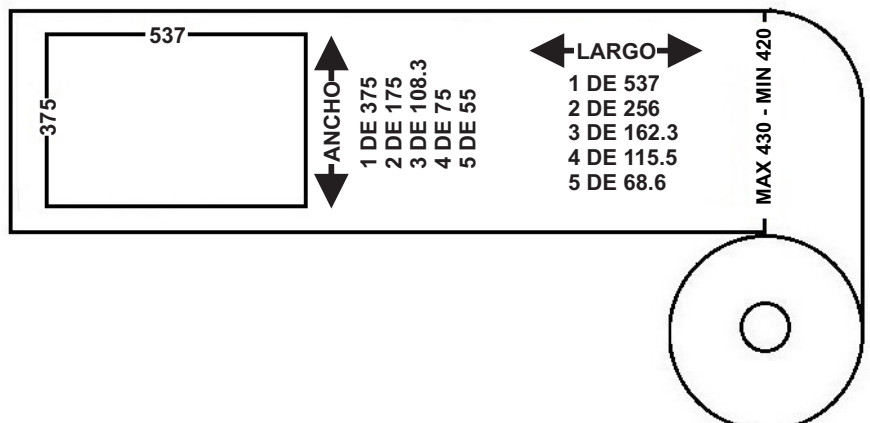 537
375
ANCHO
1 DE 375
2 DE 175
3 DE 108.3
4 DE 75
5 DE 55
LARGO
1 DE 537
2 DE 256
3 DE 162.3
4 DE 115.5
5 DE 68.6
MAX 430 - MIN 420